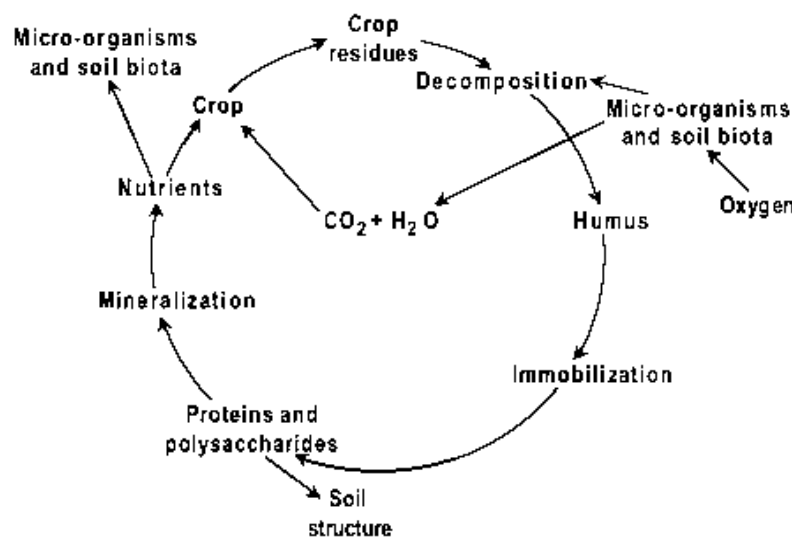 Crop
residues
Micro-organisms
and soil biota
Decomposition
Crop
Micro-organisms
and soil biota
Nutrients
Oxygen
CO₂ + H₂O
Humus
Mineralization
Immobilization
Proteins and
polysaccharides
Soil
structure